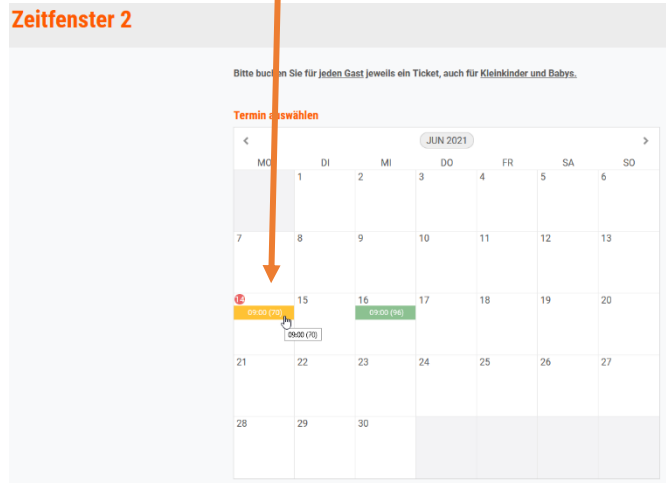 Zeitfenster 2
Bitte buchen Sie für jeden Gast jeweils ein Ticket, auch für Kleinkinder und Babys.
Termin auswählen
< JUN 2021 >
MO DI MI DO FR SA SO
1 2 3 4 5 6
7 8 9 10 11 12 13
14 15 16 17 18 19 20
09:00 (70) 09:00 (96)
09:00 (70)
21 22 23 24 25 26 27
28 29 30